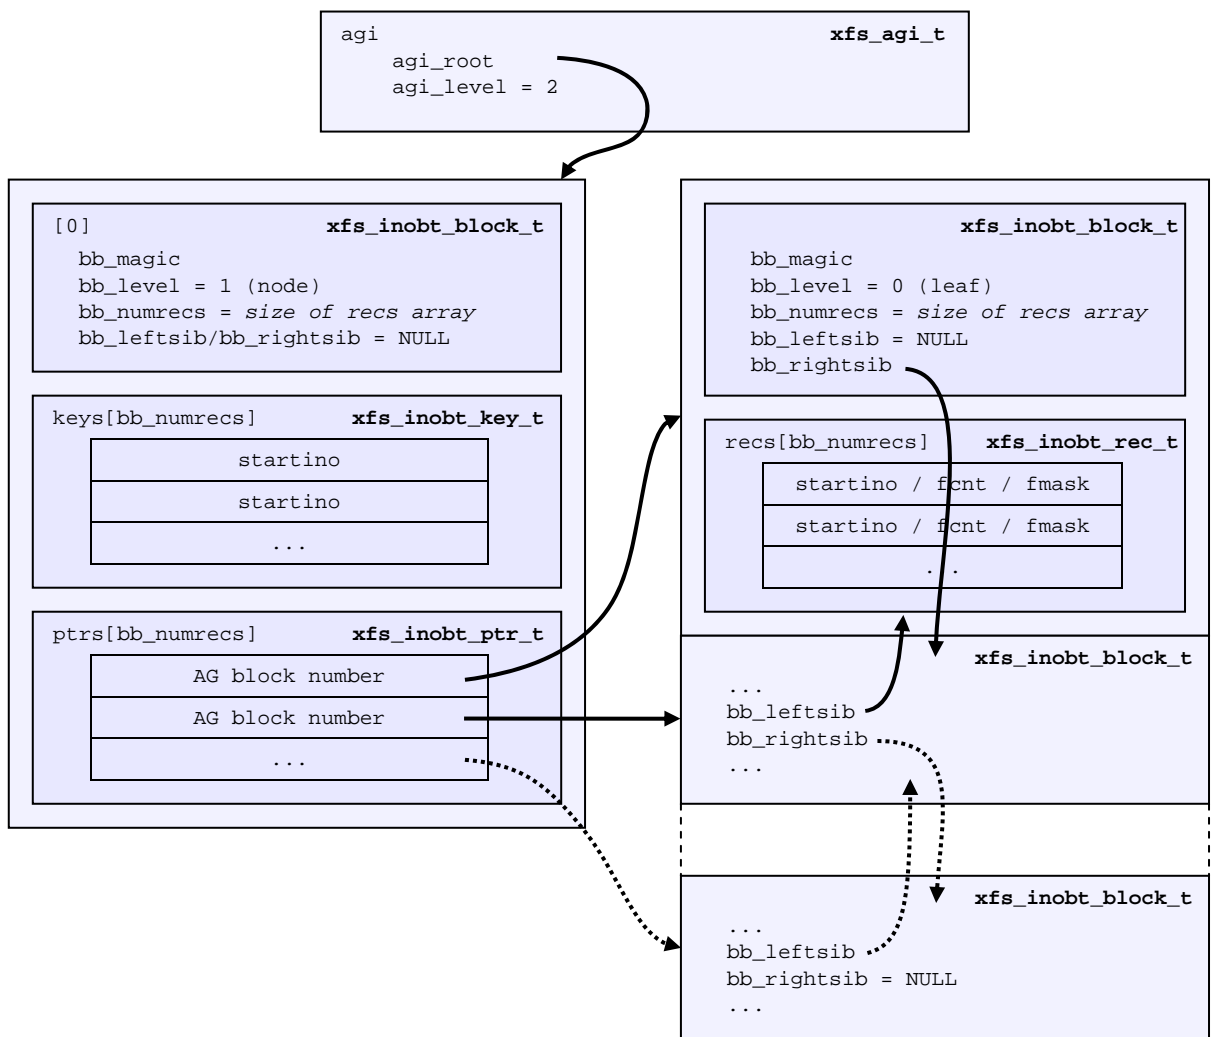 agi xfs_agi_t
agi_root
agi_level = 2
[0] xfs_inobt_block_t
bb_magic
bb_level = 1 (node)
bb_numrecs = size of recs array
bb_leftsib/bb_rightsib = NULL
keys[bb_numrecs] xfs_inobt_key_t
startino
startino
...
ptrs[bb_numrecs] xfs_inobt_ptr_t
AG block number
AG block number
...
xfs_inobt_block_t
bb_magic
bb_level = 0 (leaf)
bb_numrecs = size of recs array
bb_leftsib = NULL
bb_rightsib
recs[bb_numrecs] xfs_inobt_rec_t
startino / fcnt / fmask
startino / fcnt / fmask
...
xfs_inobt_block_t
...
bb_leftsib
bb_rightsib
...
xfs_inobt_block_t
...
bb_leftsib
bb_rightsib = NULL
...